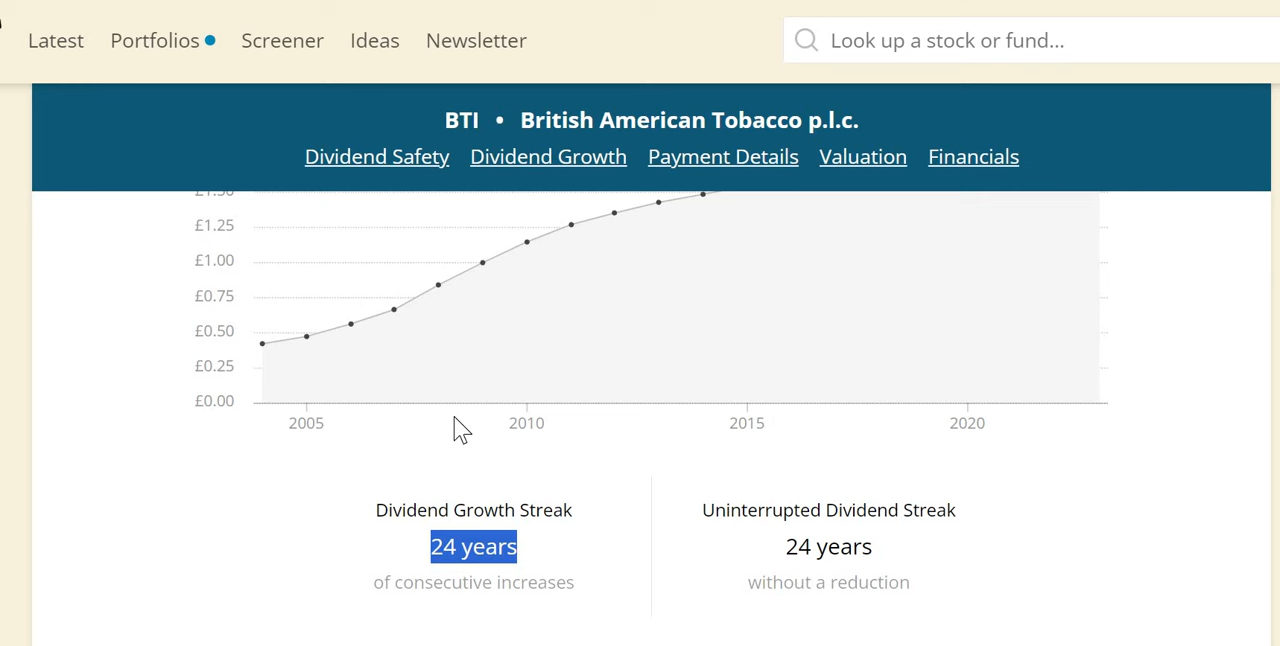 Latest Portfolios Screener Ideas Newsletter Look up a stock or fund...
BTI • British American Tobacco p.l.c.
Dividend Safety Dividend Growth Payment Details Valuation Financials
£1.50
£1.25
£1.00
£0.75
£0.50
£0.25
£0.00
2005 2010 2015 2020
Dividend Growth Streak
24 years
of consecutive increases
Uninterrupted Dividend Streak
24 years
without a reduction